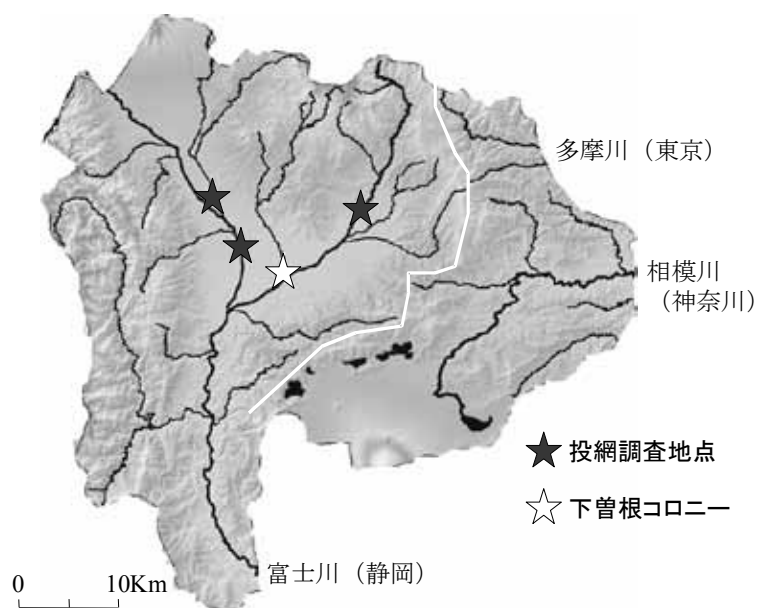 多摩川（東京）
相模川
（神奈川）
投網調査地点
下曽根コロニー
富士川（静岡）
0 10Km